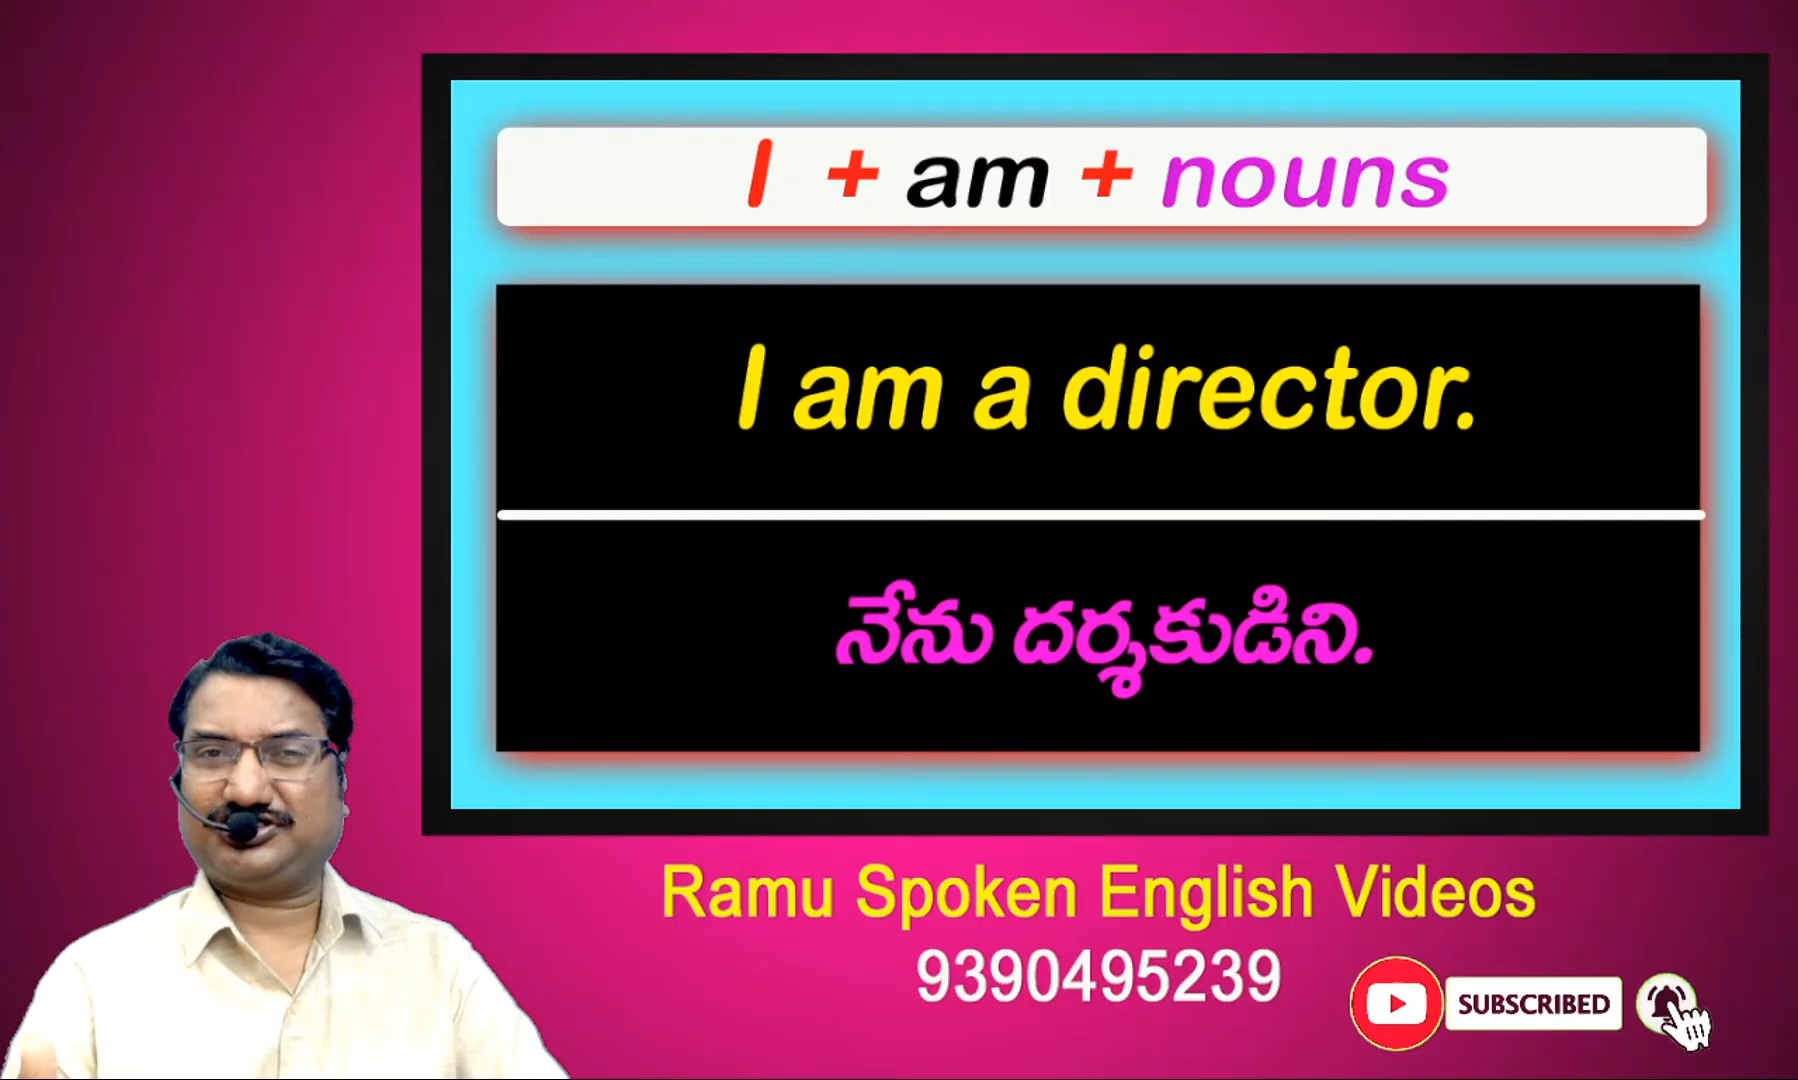 I + am + nouns
I am a director.
నేను దర్శకుడిని.
Ramu Spoken English Videos
9390495239
SUBSCRIBED